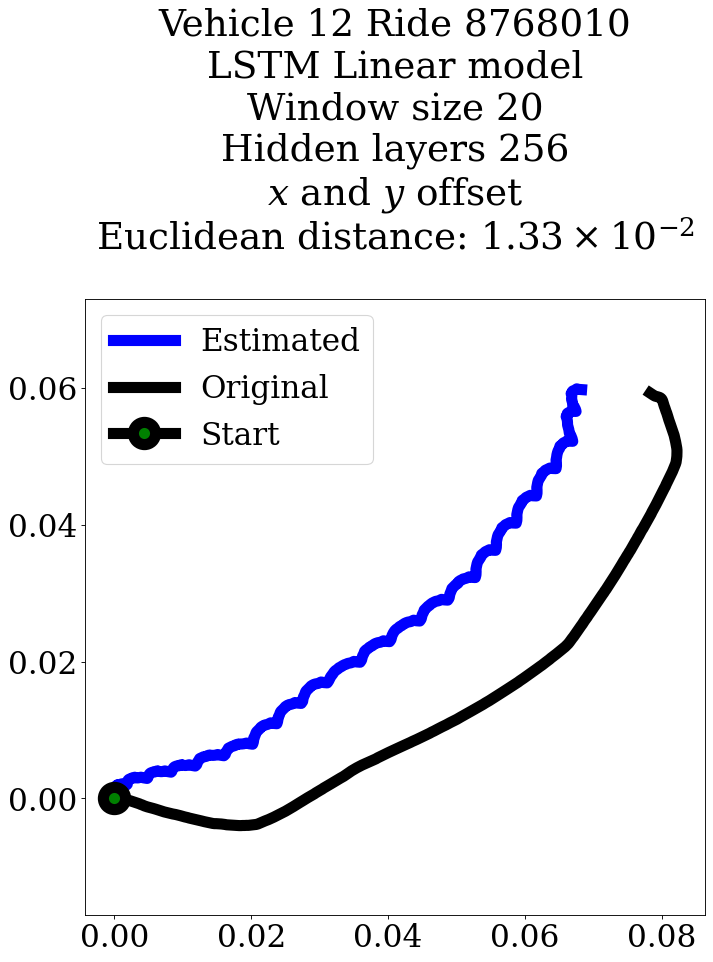 Vehicle 12 Ride 8768010
LSTM Linear model
Window size 20
Hidden layers 256
x and y offset
Euclidean distance: 1.33 × 10⁻²
Estimated
Original
Start
0.06
0.04
0.02
0.00
0.00 0.02 0.04 0.06 0.08